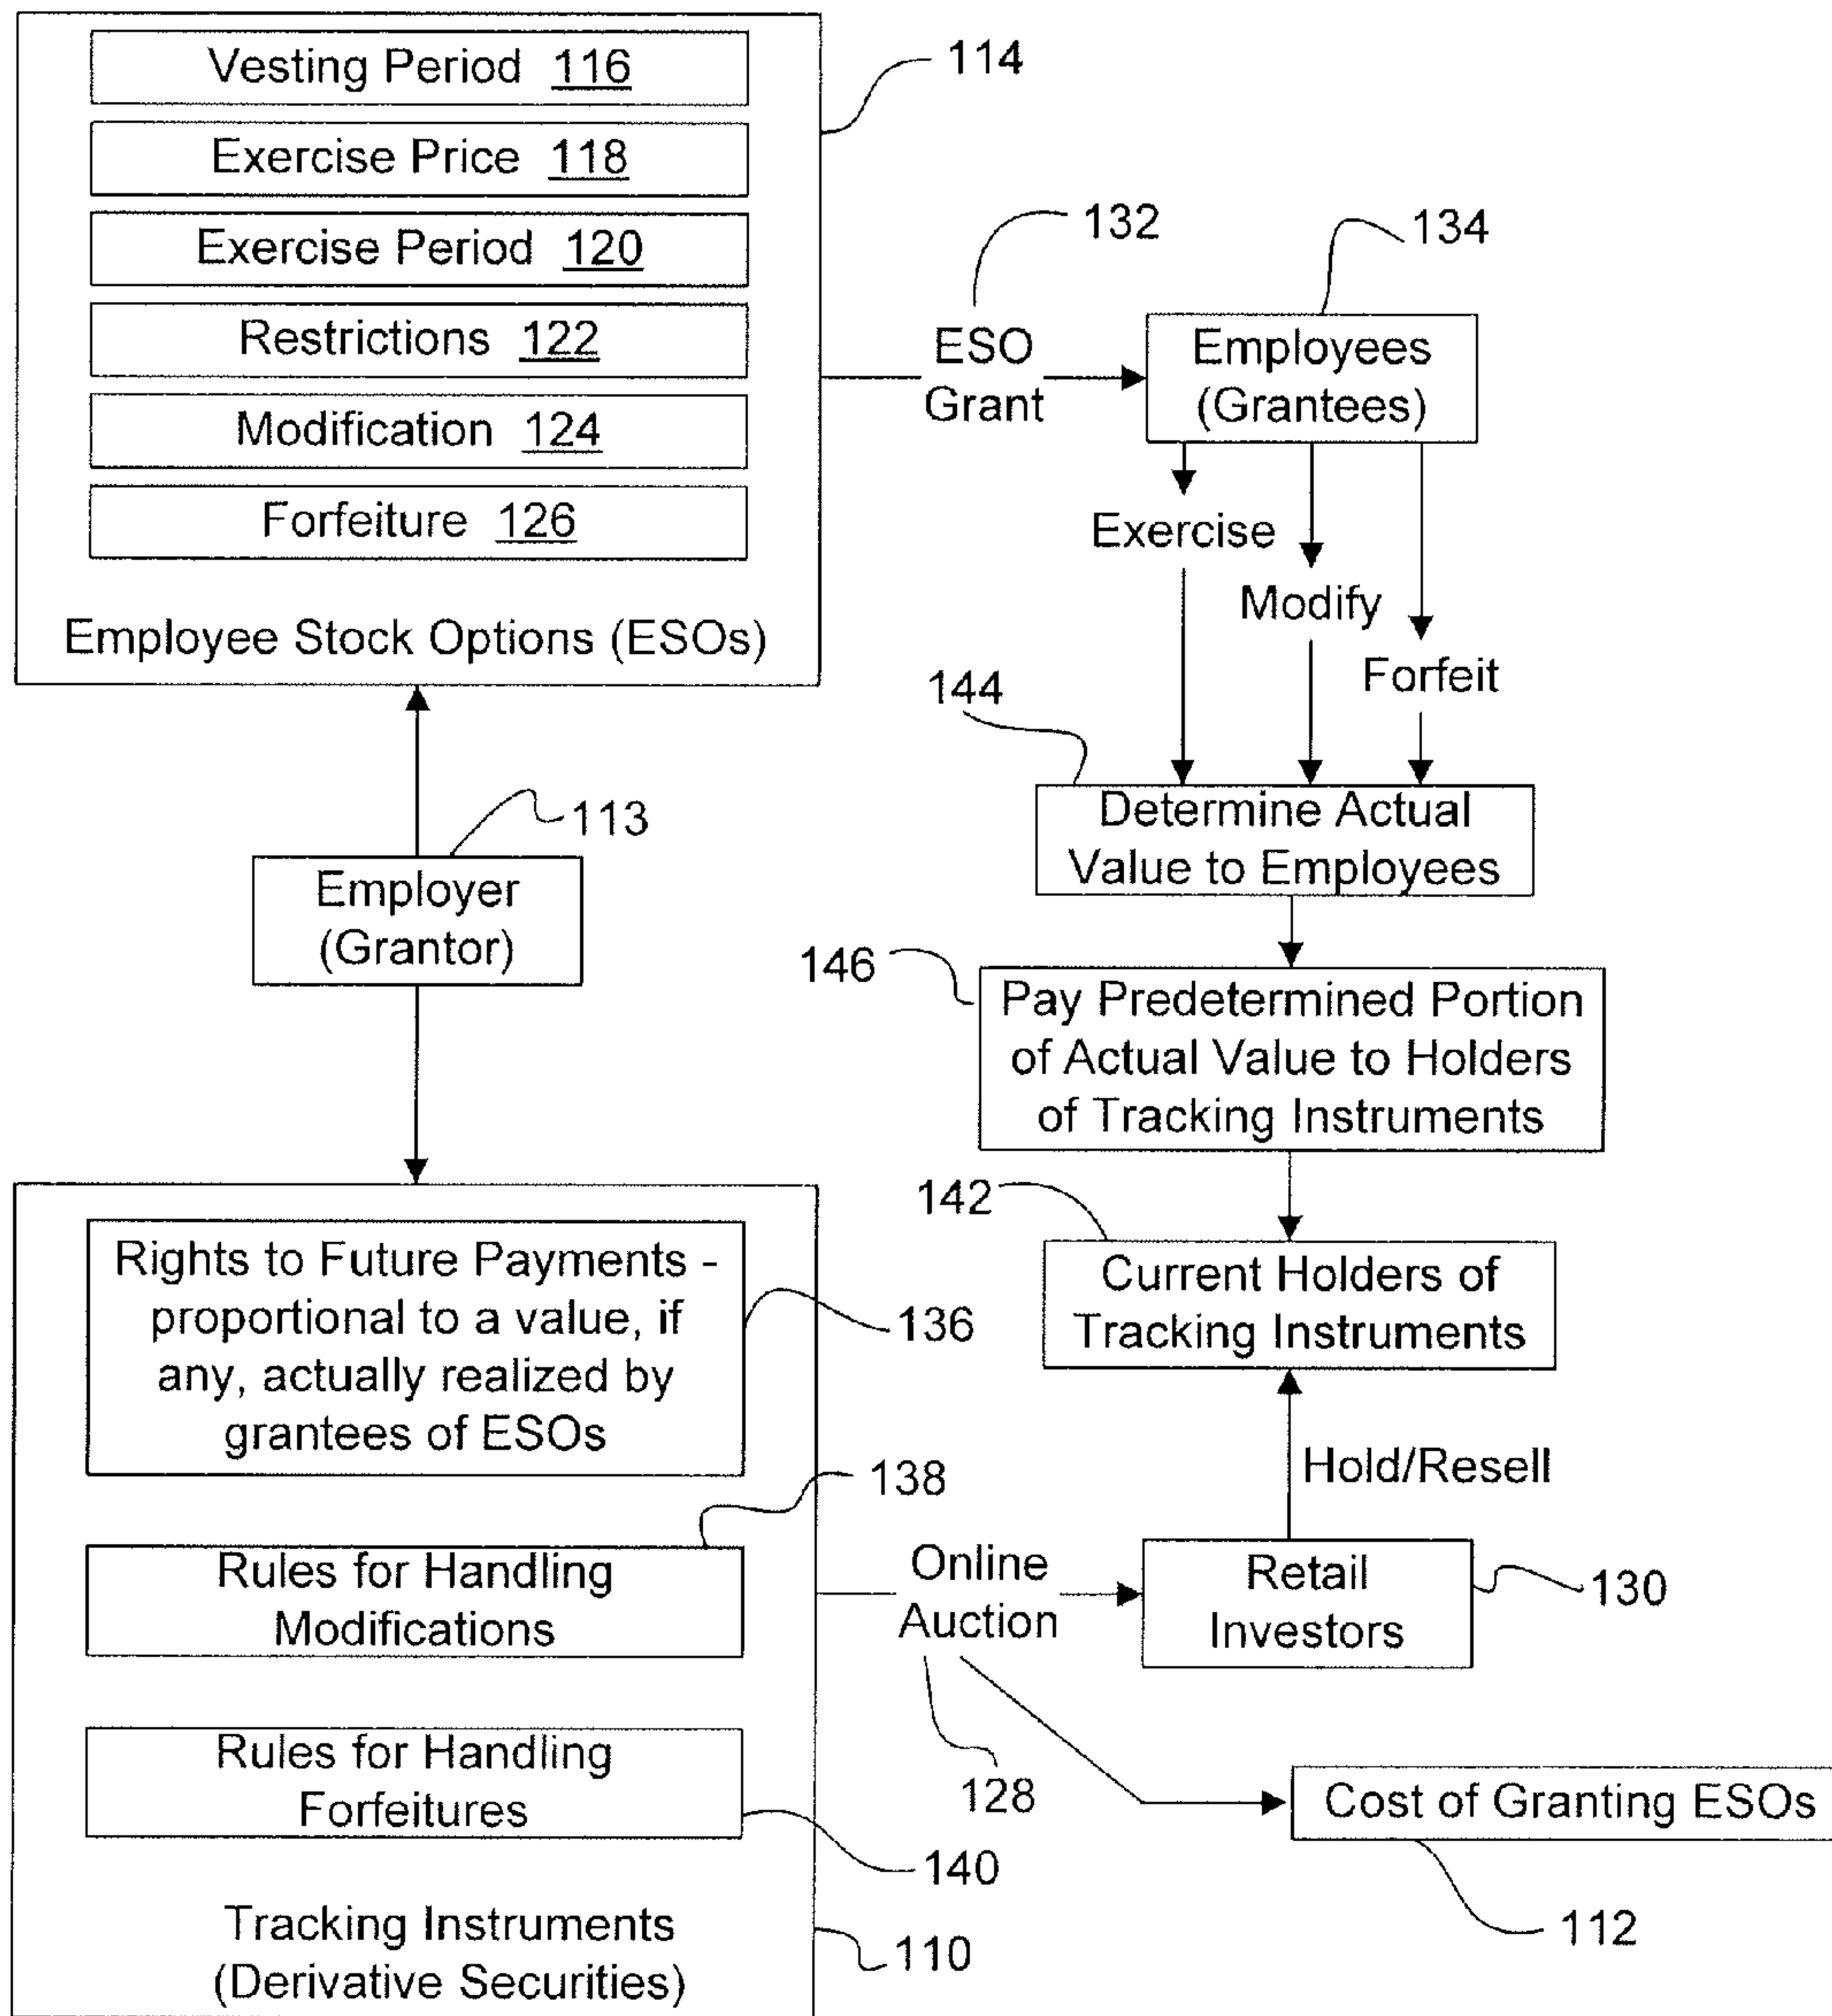 Vesting Period 116
Exercise Price 118
Exercise Period 120
Restrictions 122
Modification 124
Forfeiture 126
Employee Stock Options (ESOs)
114
132
ESO
Grant
134
Employees
(Grantees)
Exercise
Modify
Forfeit
144
Determine Actual
Value to Employees
113
Employer
(Grantor)
146
Pay Predetermined Portion
of Actual Value to Holders
of Tracking Instruments
142
Current Holders of
Tracking Instruments
Rights to Future Payments -
proportional to a value, if
any, actually realized by
grantees of ESOs
136
138
Rules for Handling
Modifications
Hold/Resell
Online
Auction
Retail
Investors
130
128
Rules for Handling
Forfeitures
140
Cost of Granting ESOs
112
Tracking Instruments
(Derivative Securities)
110